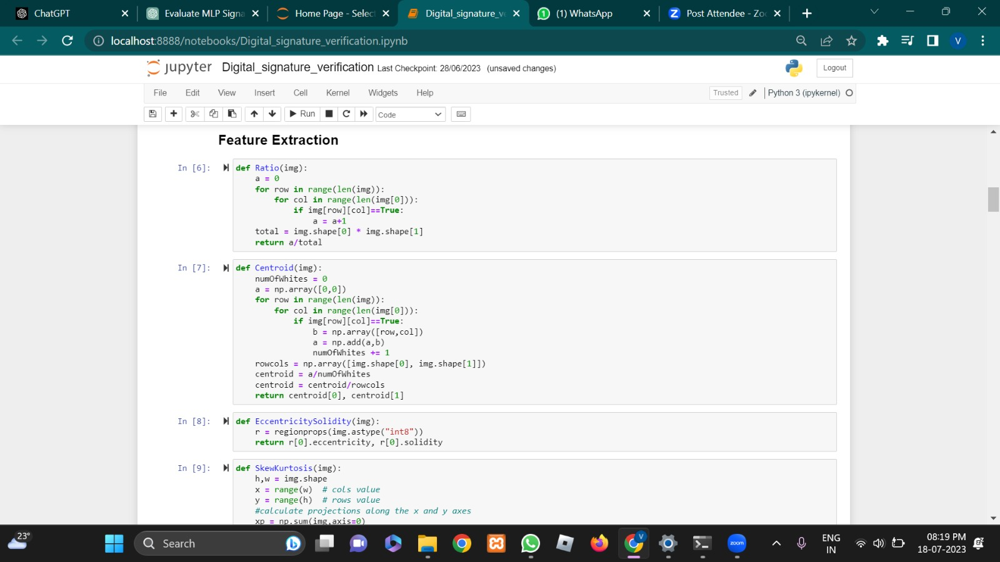 ChatGPT
Evaluate MLP Signa
Home Page - Select
Digital_signature_ve
(1) WhatsApp
Post Attendee - Zoo
localhost:8888/notebooks/Digital_signature_verification.ipynb
V
jupyter Digital_signature_verification Last Checkpoint: 28/06/2023 (unsaved changes)
Logout
File Edit View Insert Cell Kernel Widgets Help
Trusted Python 3 (ipykernel)
Run Code
Feature Extraction
In [6]: def Ratio(img):
a = 0
for row in range(len(img)):
for col in range(len(img[0])):
if img[row][col]==True:
a = a+1
total = img.shape[0] * img.shape[1]
return a/total
In [7]: def Centroid(img):
numOfWhites = 0
a = np.array([0,0])
for row in range(len(img)):
for col in range(len(img[0])):
if img[row][col]==True:
b = np.array([row,col])
a = np.add(a,b)
numOfWhites += 1
rowcols = np.array([img.shape[0], img.shape[1]])
centroid = a/numOfWhites
centroid = centroid/rowcols
return centroid[0], centroid[1]
In [8]: def EccentricitySolidity(img):
r = regionprops(img.astype("int8"))
return r[0].eccentricity, r[0].solidity
In [9]: def SkewKurtosis(img):
h,w = img.shape
x = range(w) # cols value
y = range(h) # rows value
#calculate projections along the x and y axes
xp = np.sum(img,axis=0)
23°
Search
zoom
ENG
IN
08:19 PM
18-07-2023